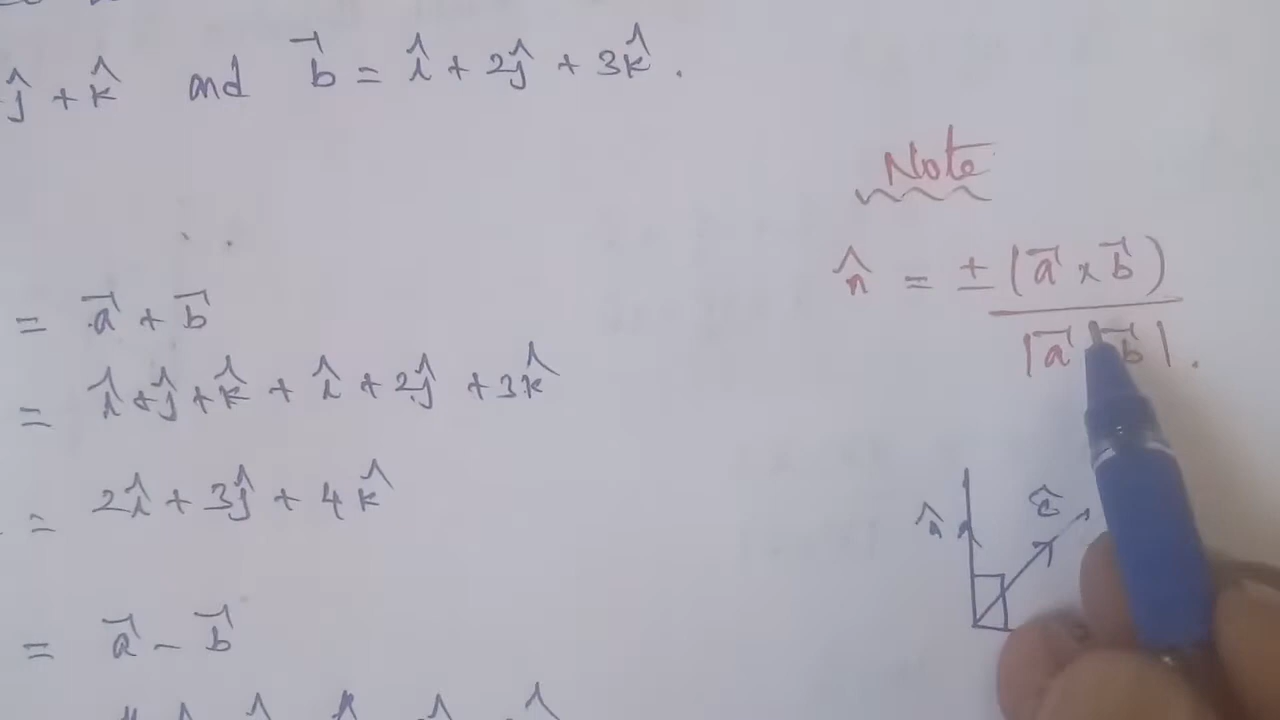 ĵ + k̂ and b⃗ = î + 2ĵ + 3k̂ .
Note
n̂ = ± (a⃗ × b⃗)
|a⃗ b⃗| .
= a⃗ + b⃗
= î + ĵ + k̂ + î + 2ĵ + 3k̂
= 2î + 3ĵ + 4k̂
= a⃗ − b⃗